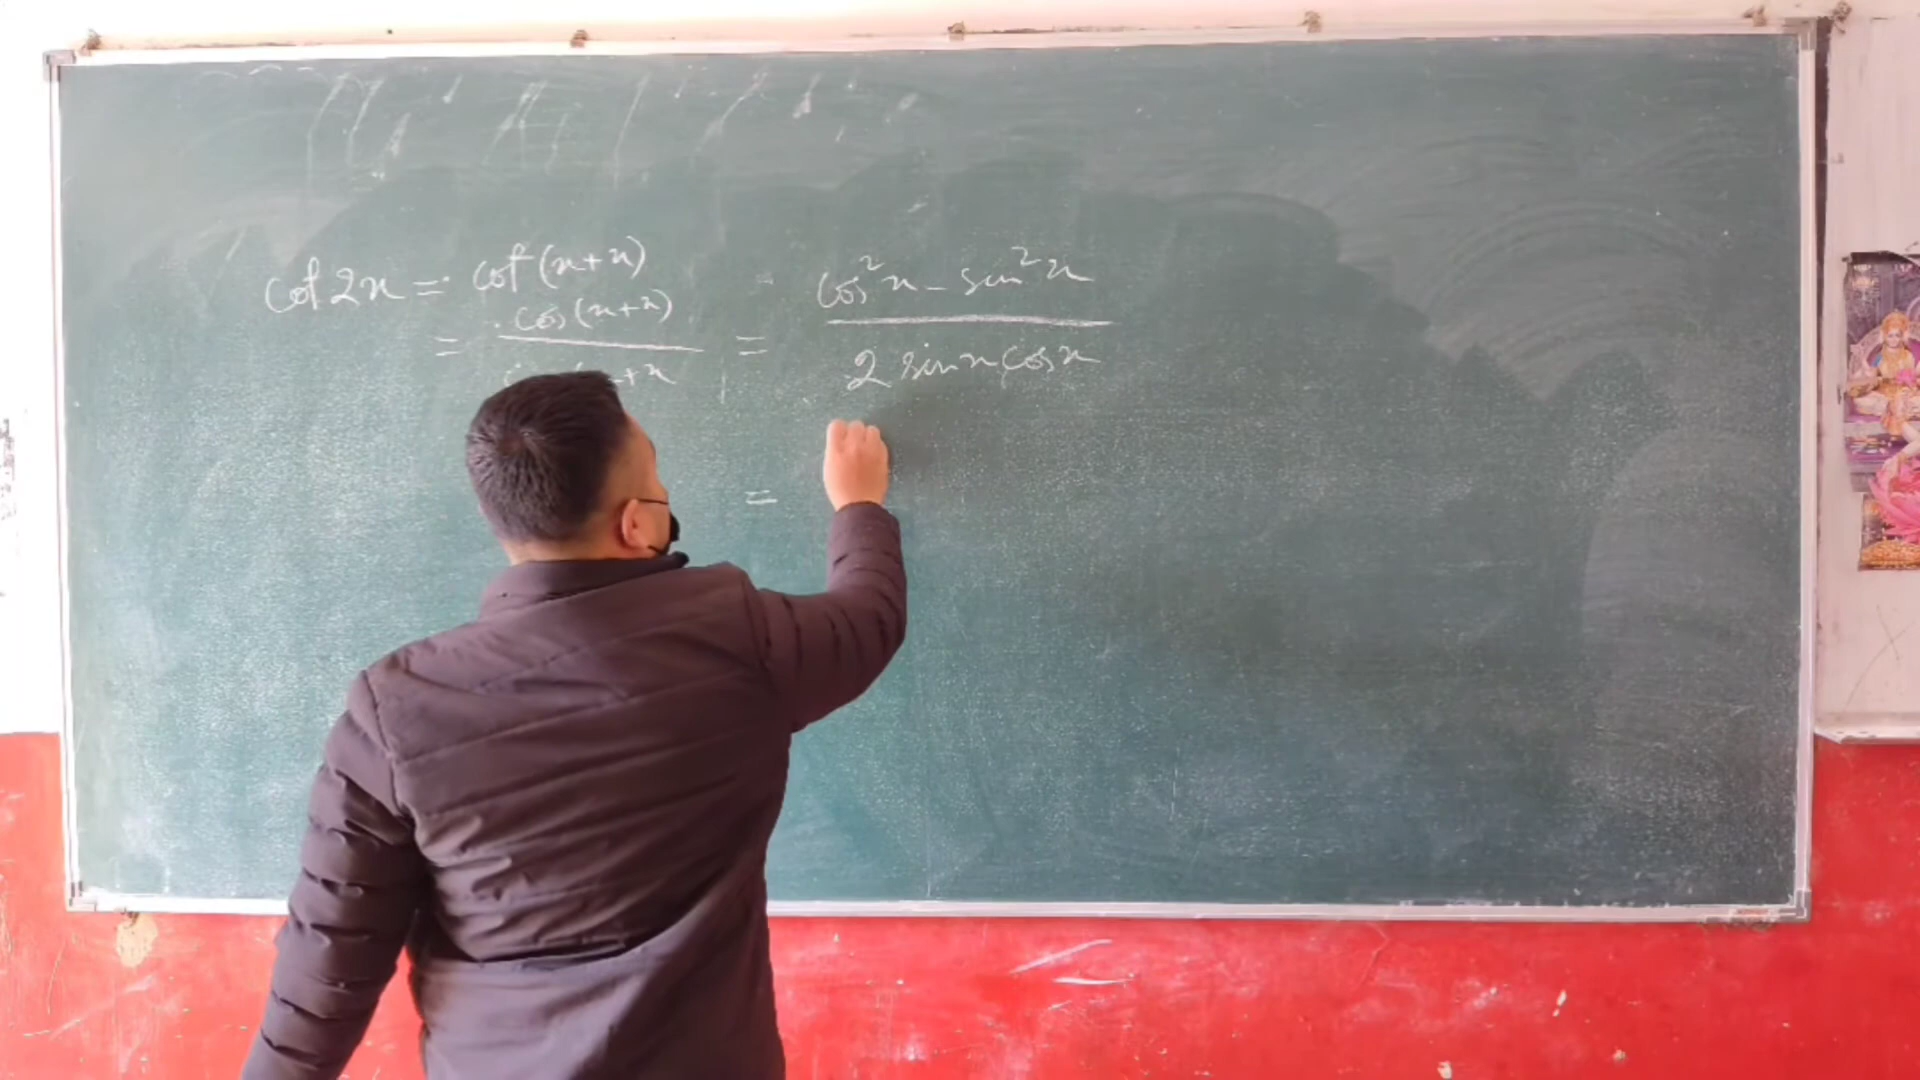 cot 2x = cot (x+x)
= cos(x+x) / x+x = cos²x - sin²x / 2 sinx cosx
=